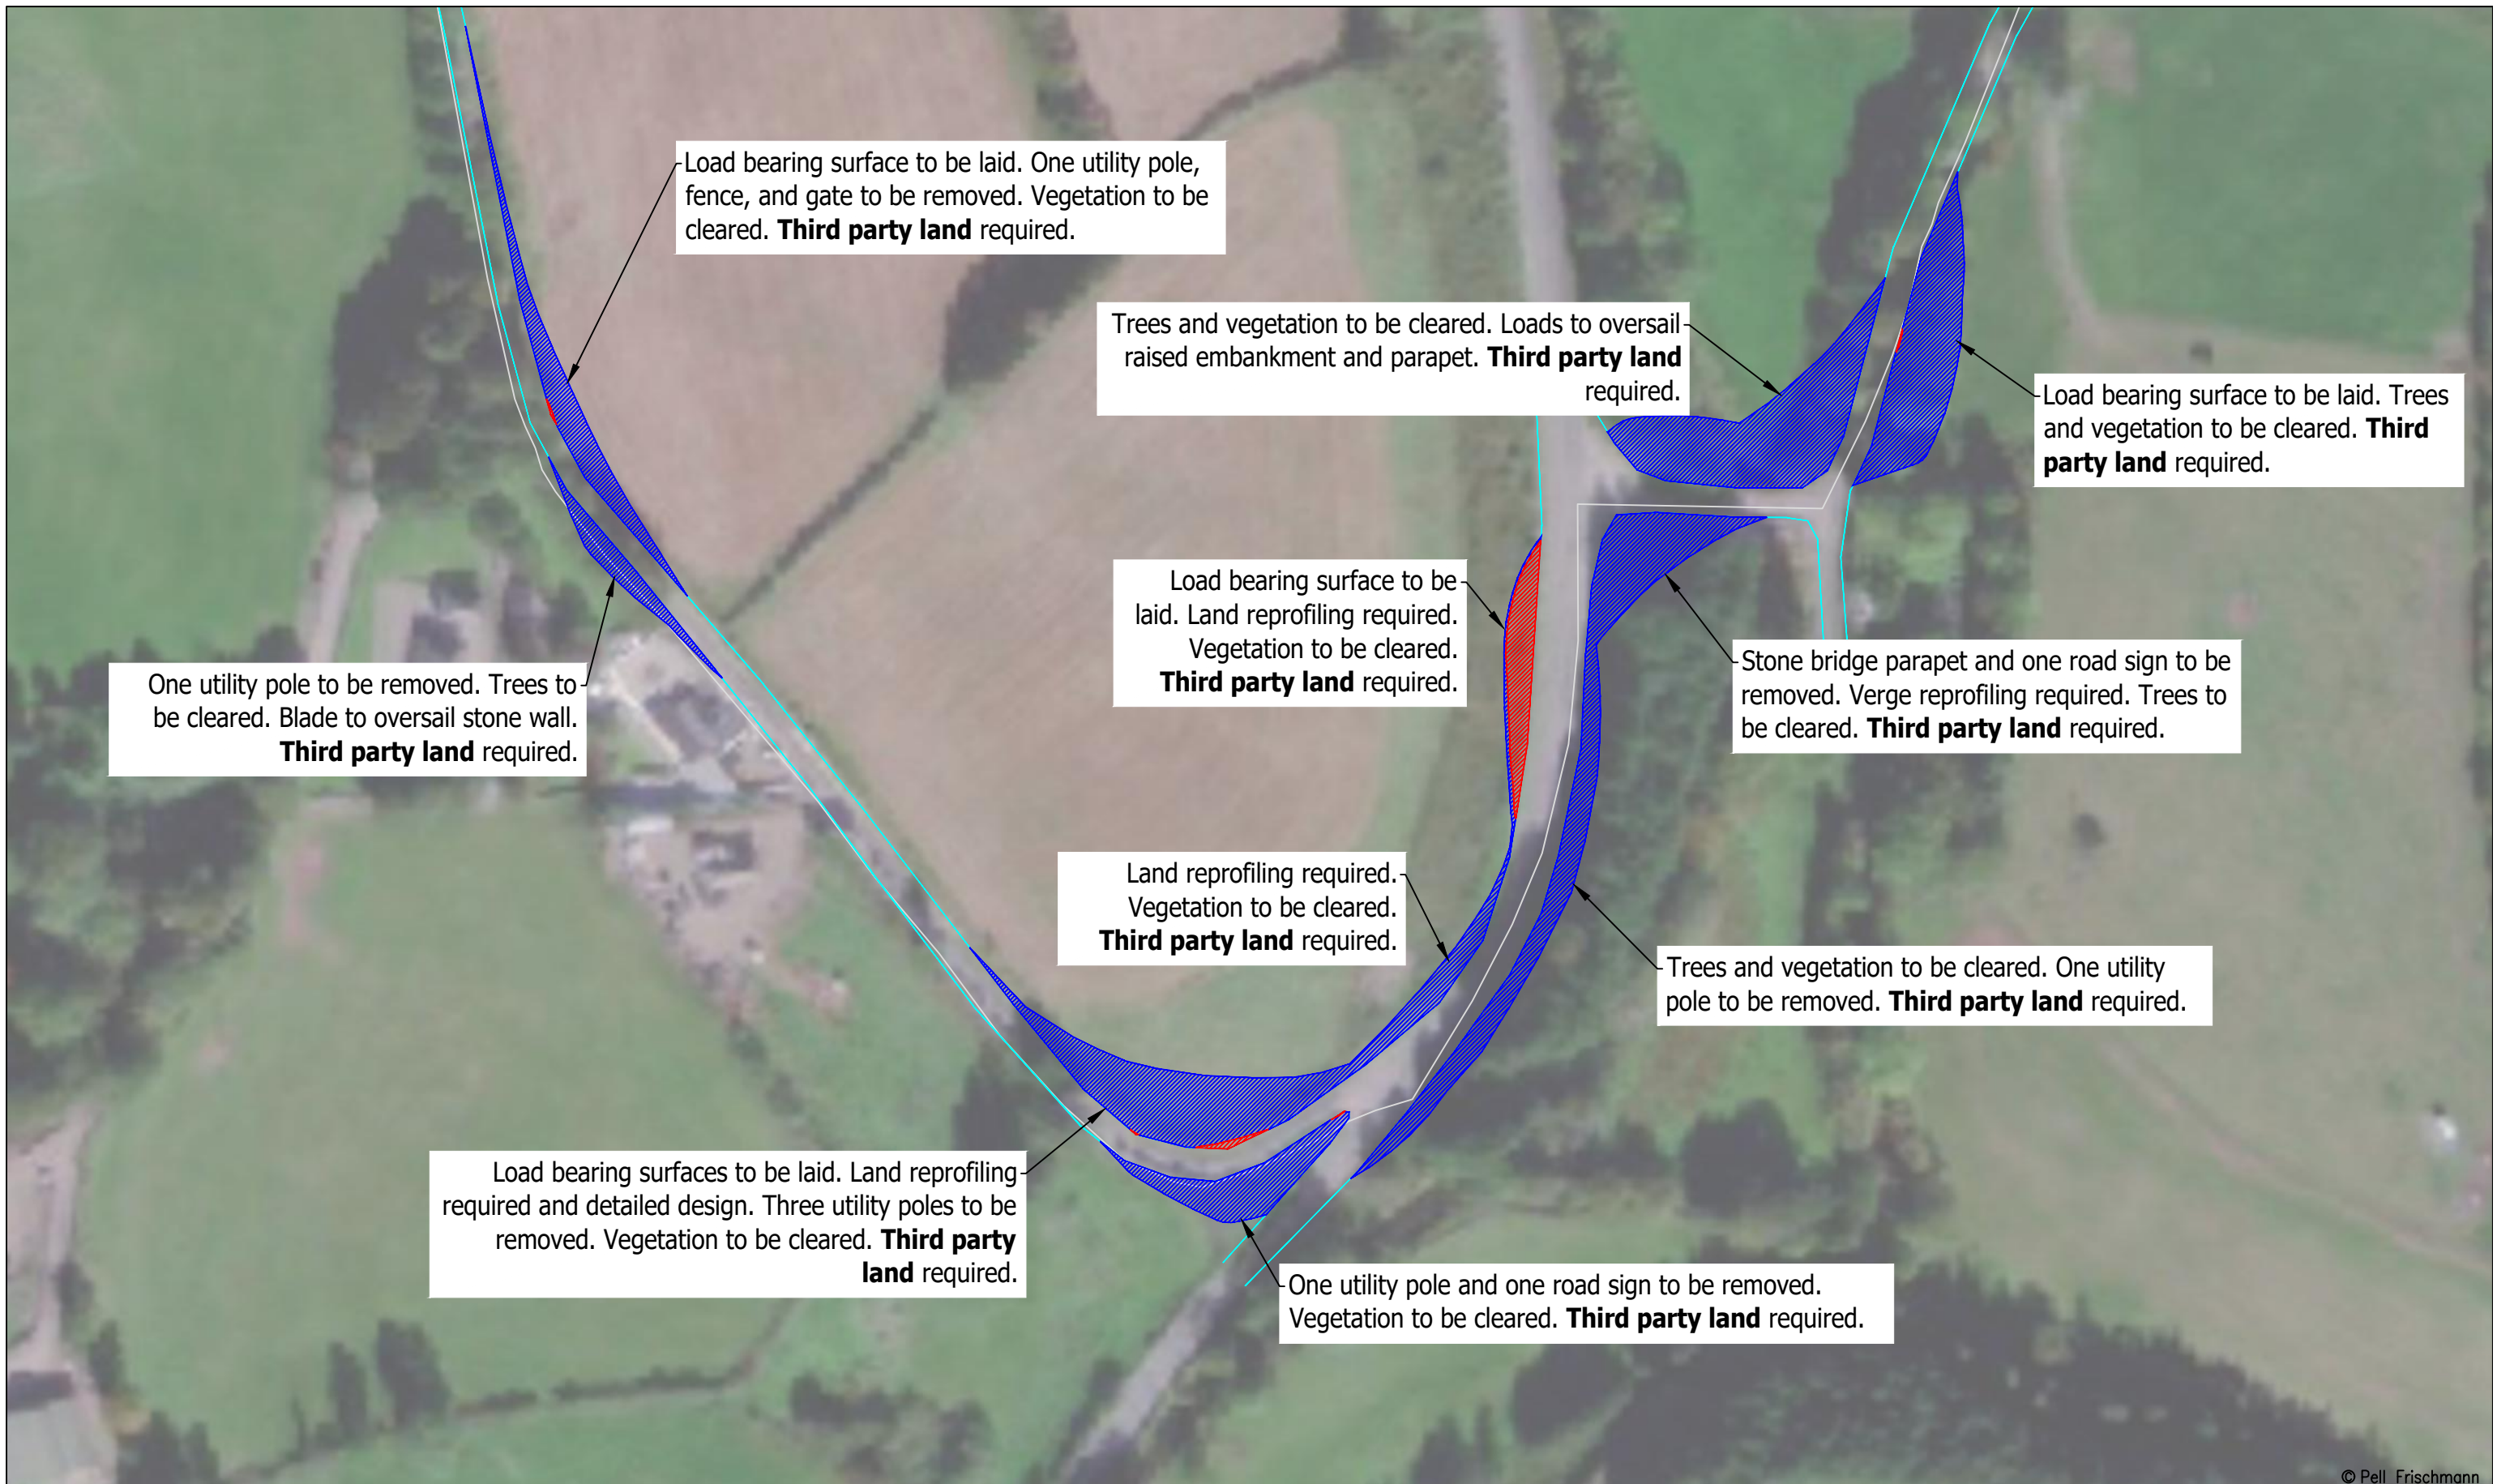 Load bearing surface to be laid. One utility pole,
fence, and gate to be removed. Vegetation to be
cleared. Third party land required.
Trees and vegetation to be cleared. Loads to oversail
raised embankment and parapet. Third party land
required.
Load bearing surface to be laid. Trees
and vegetation to be cleared. Third
party land required.
Load bearing surface to be
laid. Land reprofiling required.
Vegetation to be cleared.
Third party land required.
Stone bridge parapet and one road sign to be
removed. Verge reprofiling required. Trees to
be cleared. Third party land required.
One utility pole to be removed. Trees to
be cleared. Blade to oversail stone wall.
Third party land required.
Land reprofiling required.
Vegetation to be cleared.
Third party land required.
Trees and vegetation to be cleared. One utility
pole to be removed. Third party land required.
Load bearing surfaces to be laid. Land reprofiling
required and detailed design. Three utility poles to be
removed. Vegetation to be cleared. Third party
land required.
One utility pole and one road sign to be removed.
Vegetation to be cleared. Third party land required.
© Pell Frischmann